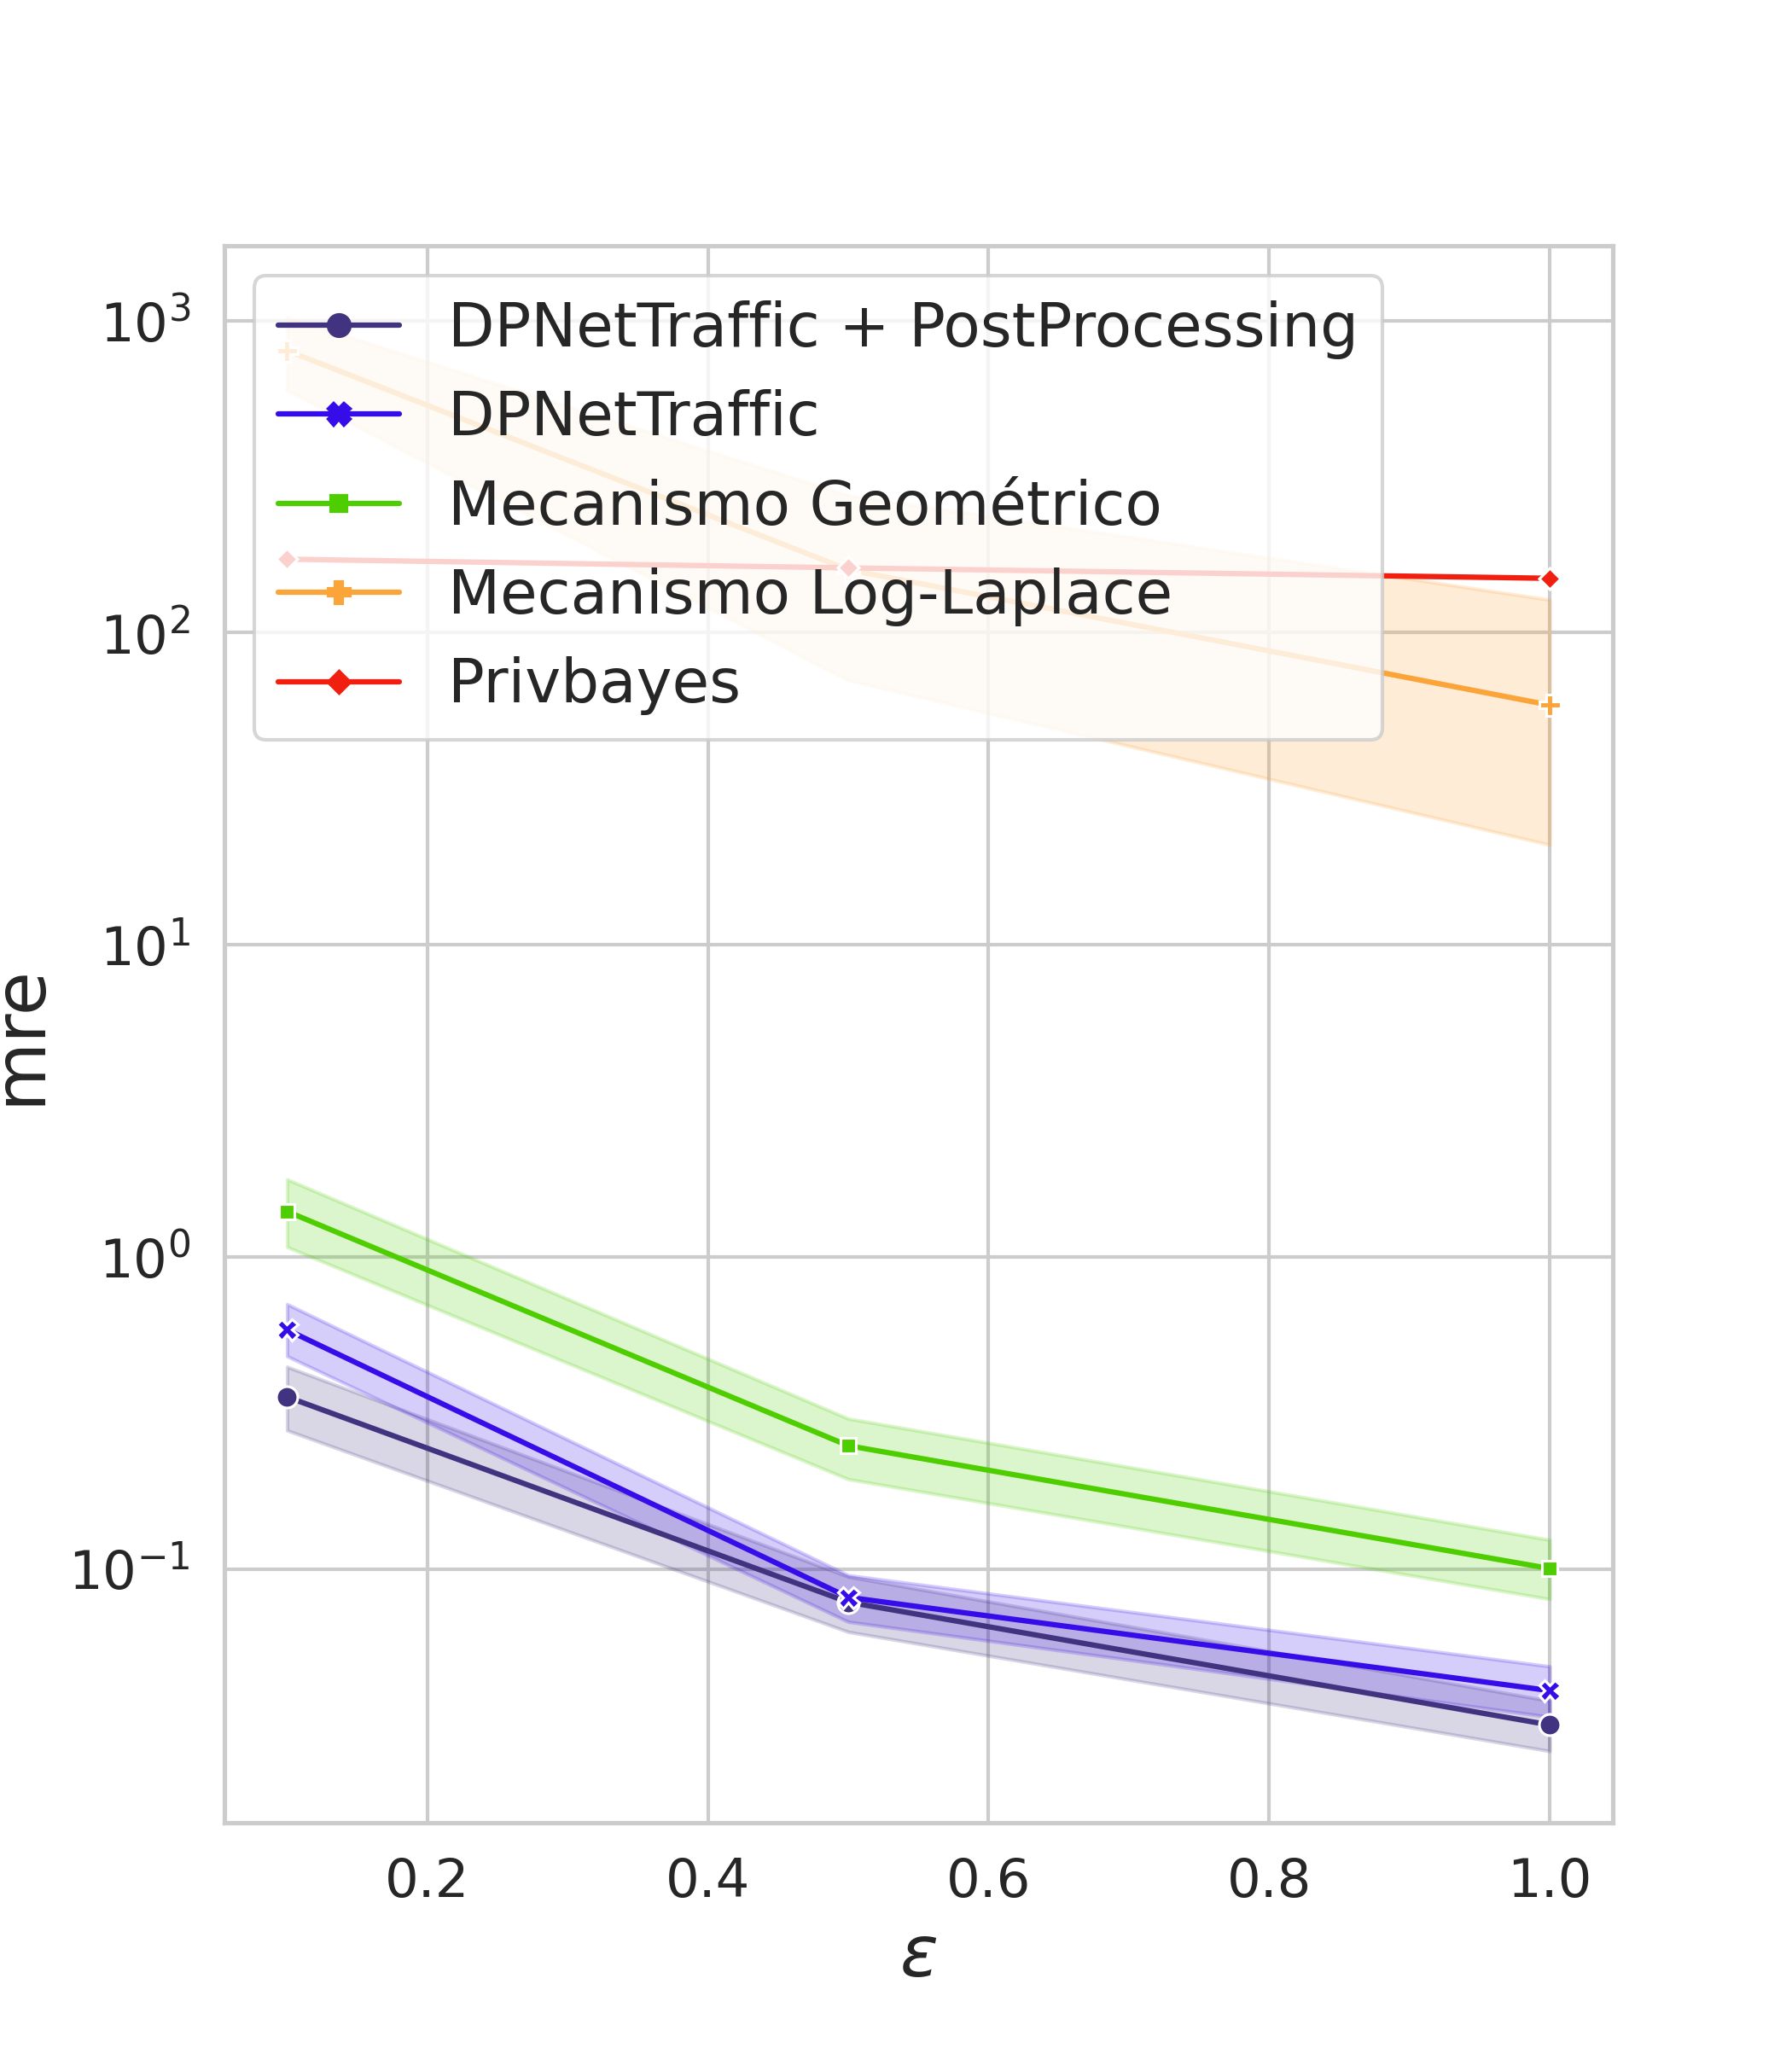 DPNetTraffic + PostProcessing
DPNetTraffic
Mecanismo Geométrico
Mecanismo Log-Laplace
Privbayes
10³
10²
10¹
10⁰
10⁻¹
mre
0.2 0.4 0.6 0.8 1.0
ε